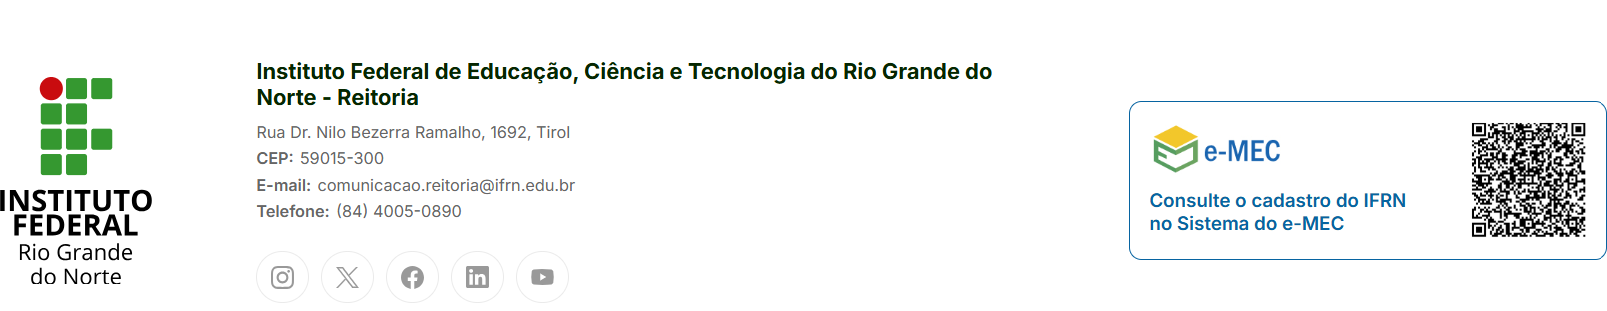 INSTITUTO
FEDERAL
Rio Grande
do Norte
Instituto Federal de Educação, Ciência e Tecnologia do Rio Grande do
Norte - Reitoria
Rua Dr. Nilo Bezerra Ramalho, 1692, Tirol
CEP: 59015-300
E-mail: comunicacao.reitoria@ifrn.edu.br
Telefone: (84) 4005-0890
e-MEC
Consulte o cadastro do IFRN
no Sistema do e-MEC